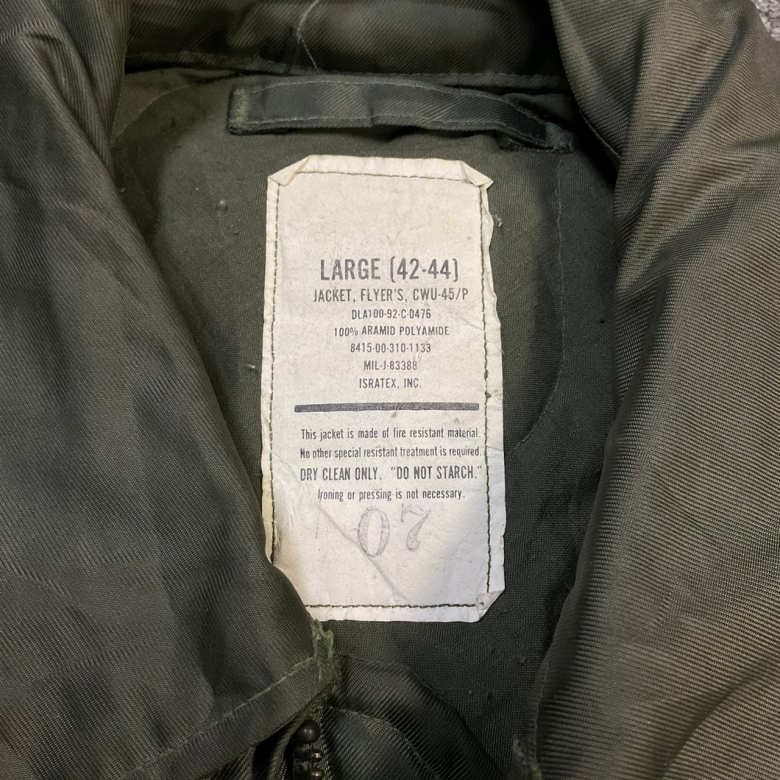 LARGE (42-44)
JACKET, FLYER'S, CWU-45/P
DLA100-92-C-0476
100% ARAMID POLYAMIDE
8415-00-310-1133
MIL-J-83388
ISRATEX, INC.
This jacket is made of fire resistant material
No other special resistant treatment is required
DRY CLEAN ONLY. "DO NOT STARCH."
Ironing or pressing is not necessary.
07